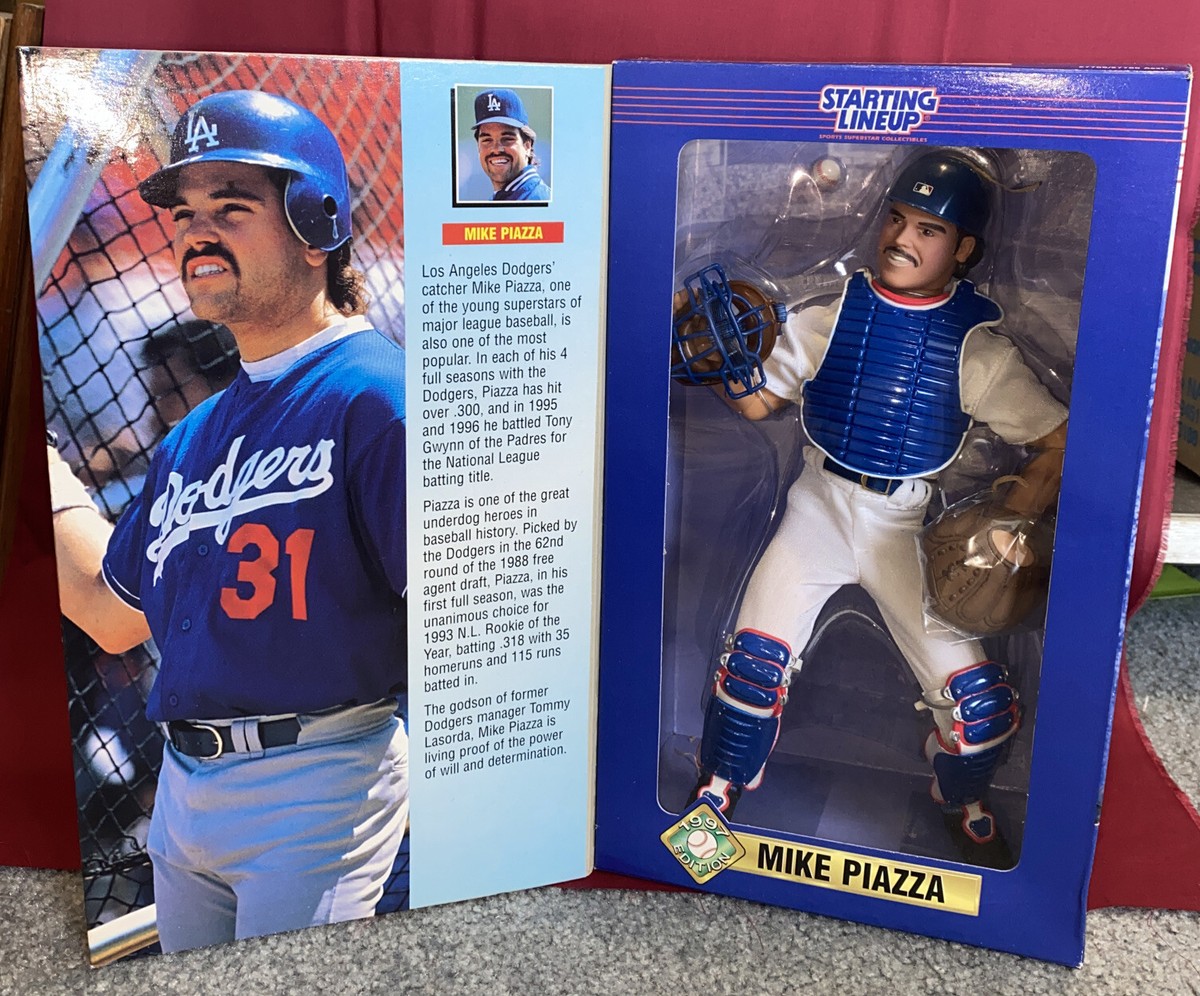 LA
Dodgers
31
LA
MIKE PIAZZA
Los Angeles Dodgers'
catcher Mike Piazza, one
of the young superstars of
major league baseball, is
also one of the most
popular. In each of his 4
full seasons with the
Dodgers, Piazza has hit
over .300, and in 1995
and 1996 he battled Tony
Gwynn of the Padres for
the National League
batting title.
Piazza is one of the great
underdog heroes in
baseball history. Picked by
the Dodgers in the 62nd
round of the 1988 free
agent draft, Piazza, in his
first full season, was the
unanimous choice for
1993 N.L. Rookie of the
Year, batting .318 with 35
homeruns and 115 runs
batted in.
The godson of former
Dodgers manager Tommy
Lasorda, Mike Piazza is
living proof of the power
of will and determination.
STARTING
LINEUP
SPORTS SUPERSTAR COLLECTIBLES
1997
EDITION
MIKE PIAZZA